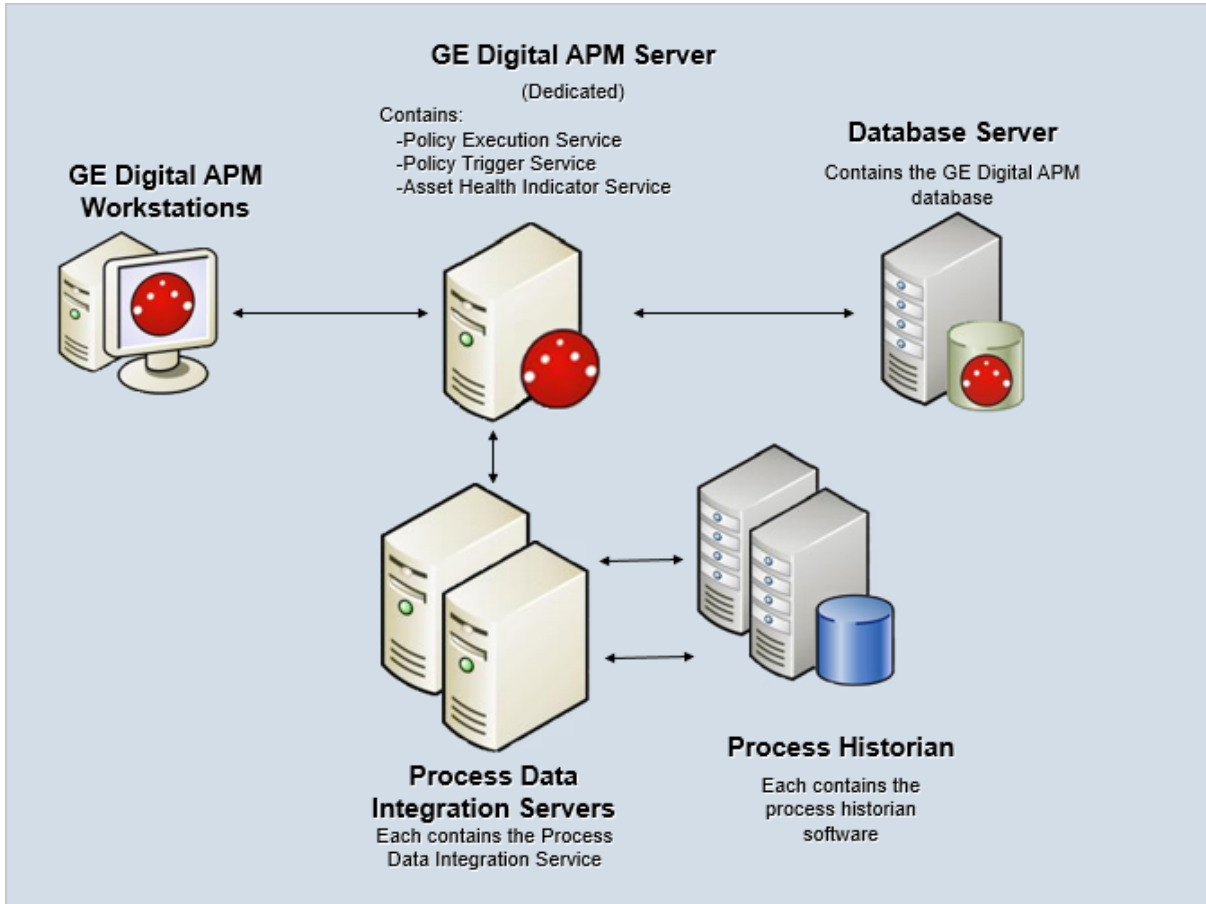 GE Digital APM Server
(Dedicated)
Contains:
-Policy Execution Service
-Policy Trigger Service
-Asset Health Indicator Service
Database Server
Contains the GE Digital APM
database
GE Digital APM
Workstations
Process Data
Integration Servers
Each contains the Process
Data Integration Service
Process Historian
Each contains the
process historian
software